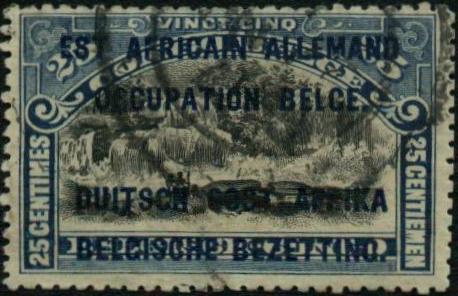 VINGT-CINQ
EST AFRICAIN ALLEMAND
OCCUPATION BELGE.
25 CENTIMES
25 CENTIEMEN
DUITSCH OOST AFRIKA
BELGISCHE BEZETTING.